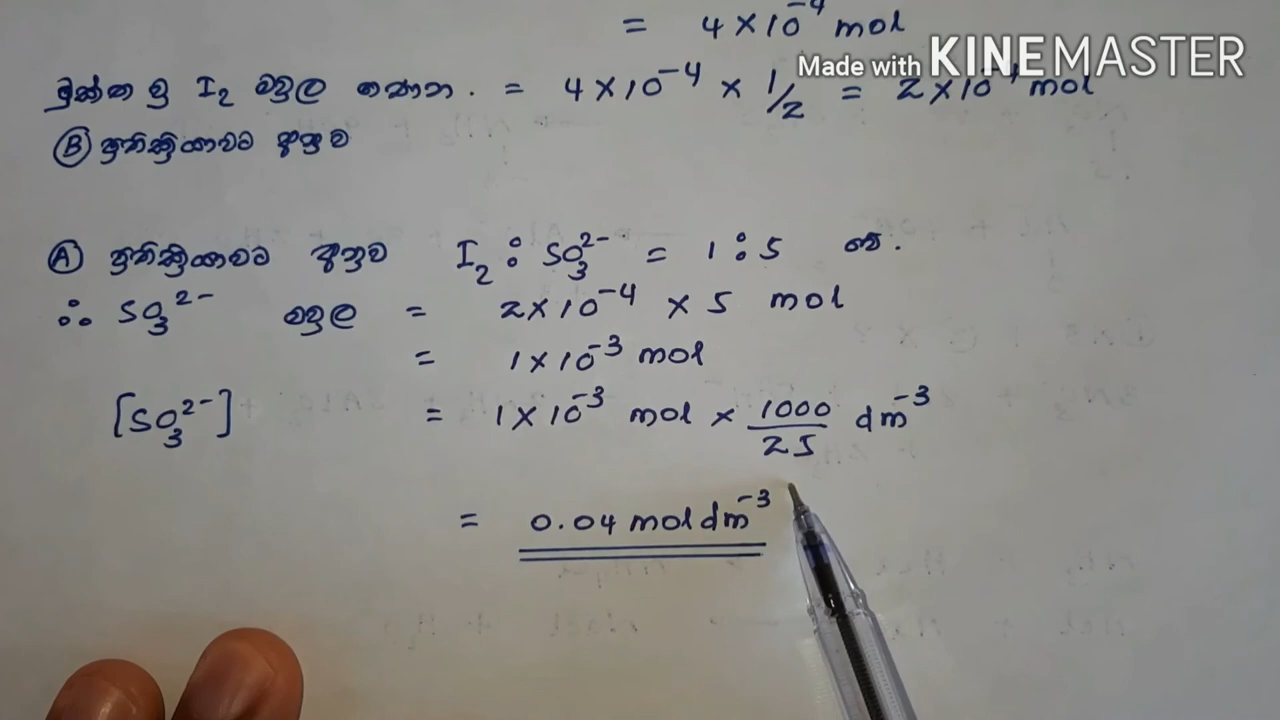 = 4 × 10⁻⁴ mol
Made with KINEMASTER
මුක්ත වූ I₂ මවුල ගණන. = 4 × 10⁻⁴ × 1/2 = 2 × 10⁻⁴ mol
Ⓑ ප්‍රතික්‍රියාවට අනුව
Ⓐ ප්‍රතික්‍රියාවට අනුව I₂ : SO₃²⁻ = 1 : 5 වේ.
∴ SO₃²⁻ මවුල = 2 × 10⁻⁴ × 5 mol
= 1 × 10⁻³ mol
[SO₃²⁻] = 1 × 10⁻³ mol × 1000/25 dm⁻³
= 0.04 mol dm⁻³